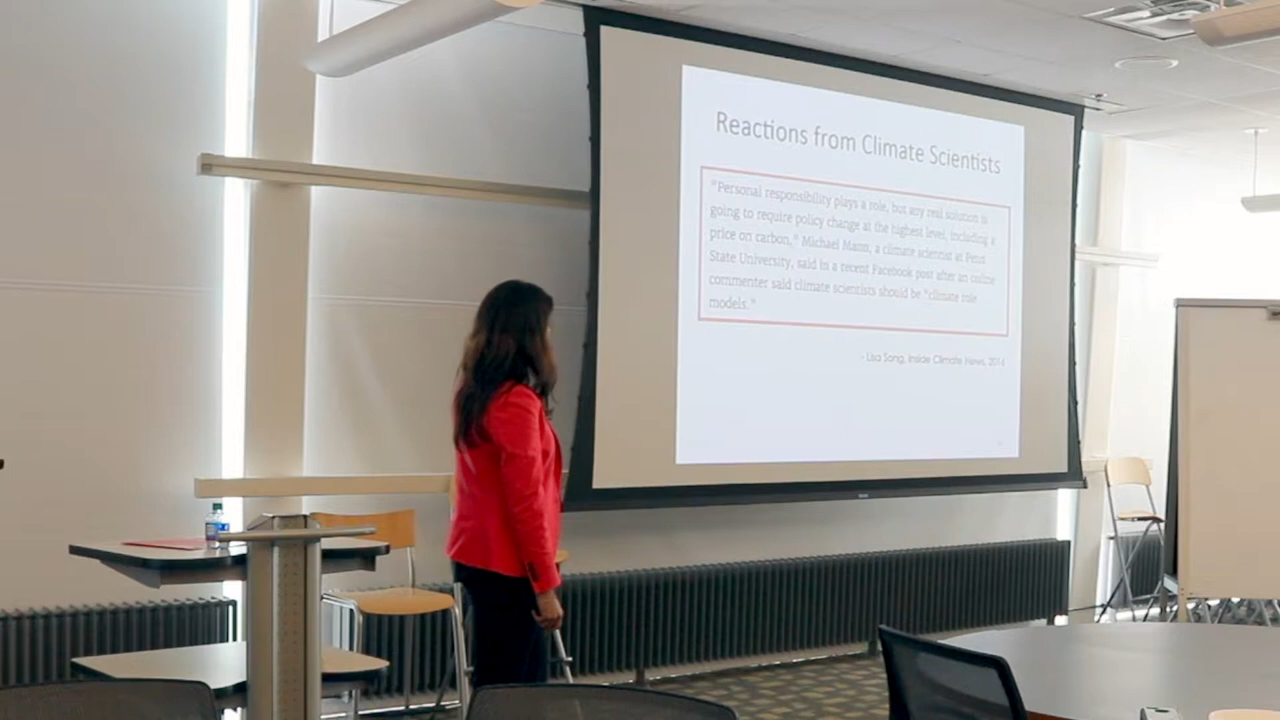 Reactions from Climate Scientists
"Personal responsibility plays a role, but any real solution is
going to require policy change at the highest level, including a
price on carbon," Michael Mann, a climate scientist at Penn
State University, said in a recent Facebook post after an online
commenter said climate scientists should be "climate role
models."
- Lisa Song, Inside Climate News, 2014